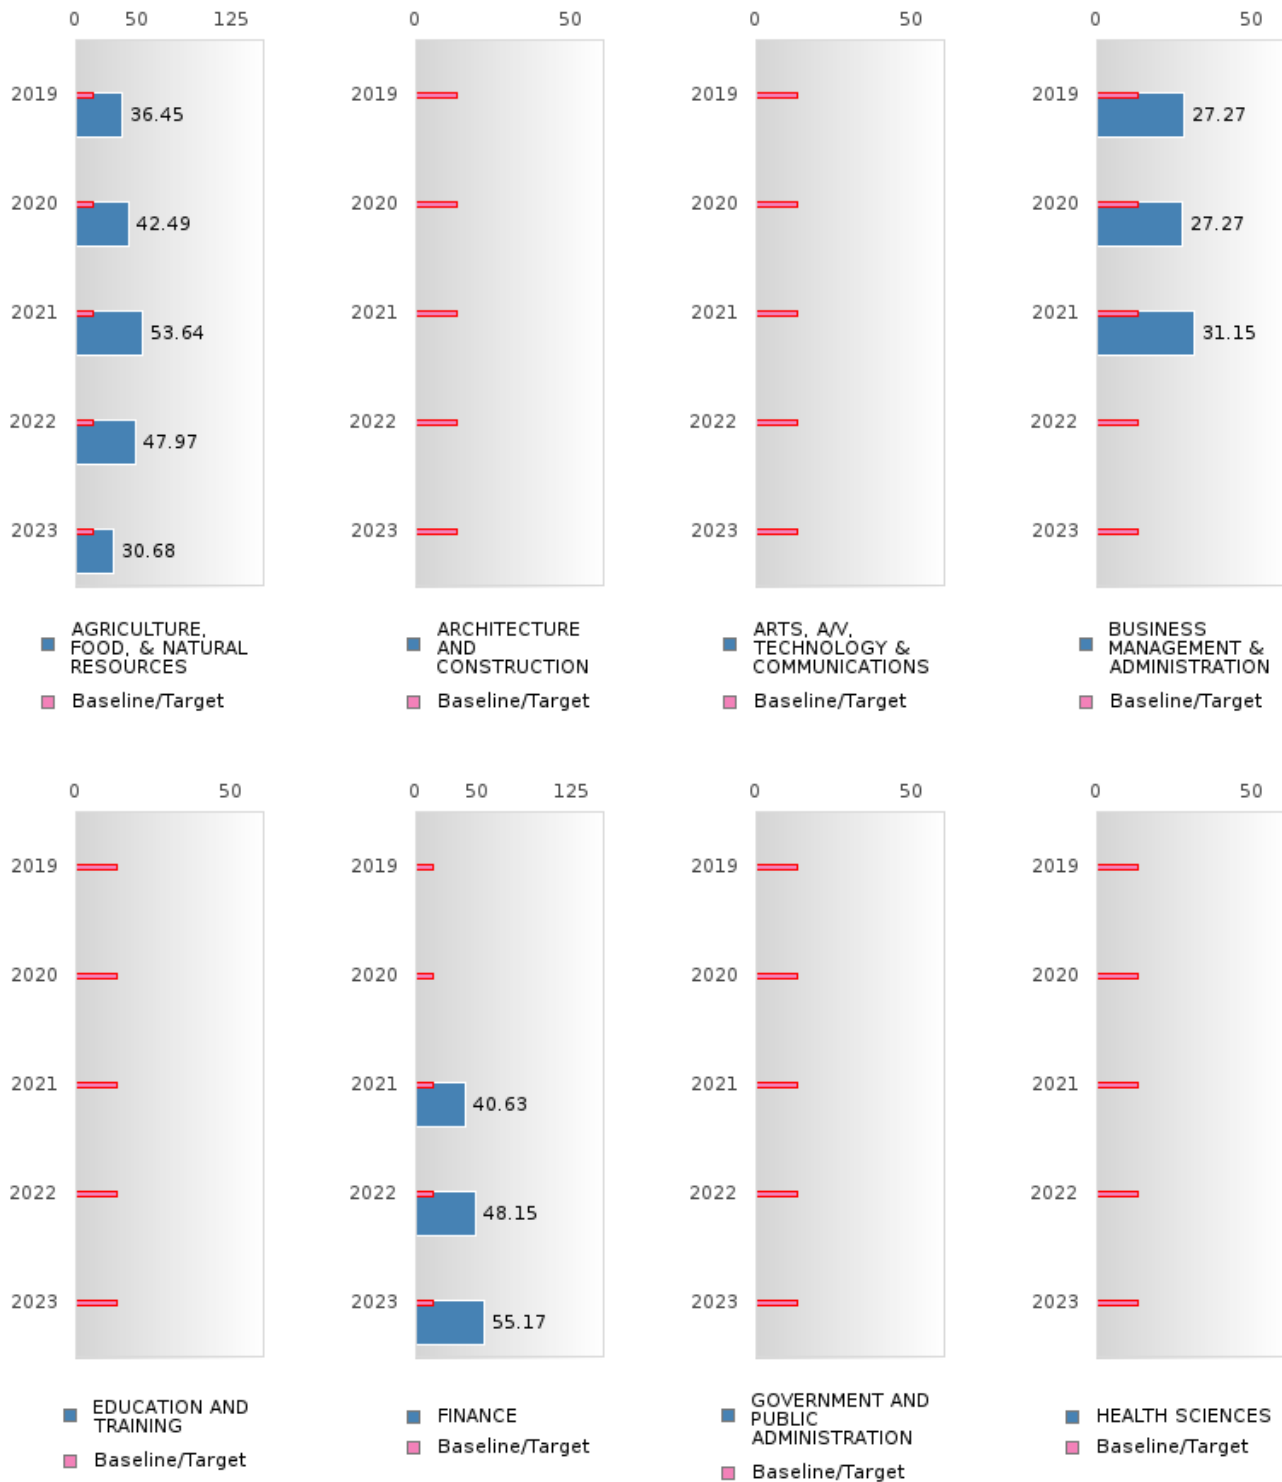 0 50 125
2019
36.45
2020
42.49
2021
53.64
2022
47.97
2023
30.68
AGRICULTURE,
FOOD, & NATURAL
RESOURCES
Baseline/Target
0 50
2019
2020
2021
2022
2023
ARCHITECTURE
AND
CONSTRUCTION
Baseline/Target
0 50
2019
2020
2021
2022
2023
ARTS, A/V,
TECHNOLOGY &
COMMUNICATIONS
Baseline/Target
0 50
2019
27.27
2020
27.27
2021
31.15
2022
2023
BUSINESS
MANAGEMENT &
ADMINISTRATION
Baseline/Target
0 50
2019
2020
2021
2022
2023
EDUCATION AND
TRAINING
Baseline/Target
0 50 125
2019
2020
2021
40.63
2022
48.15
2023
55.17
FINANCE
Baseline/Target
0 50
2019
2020
2021
2022
2023
GOVERNMENT AND
PUBLIC
ADMINISTRATION
Baseline/Target
0 50
2019
2020
2021
2022
2023
HEALTH SCIENCES
Baseline/Target